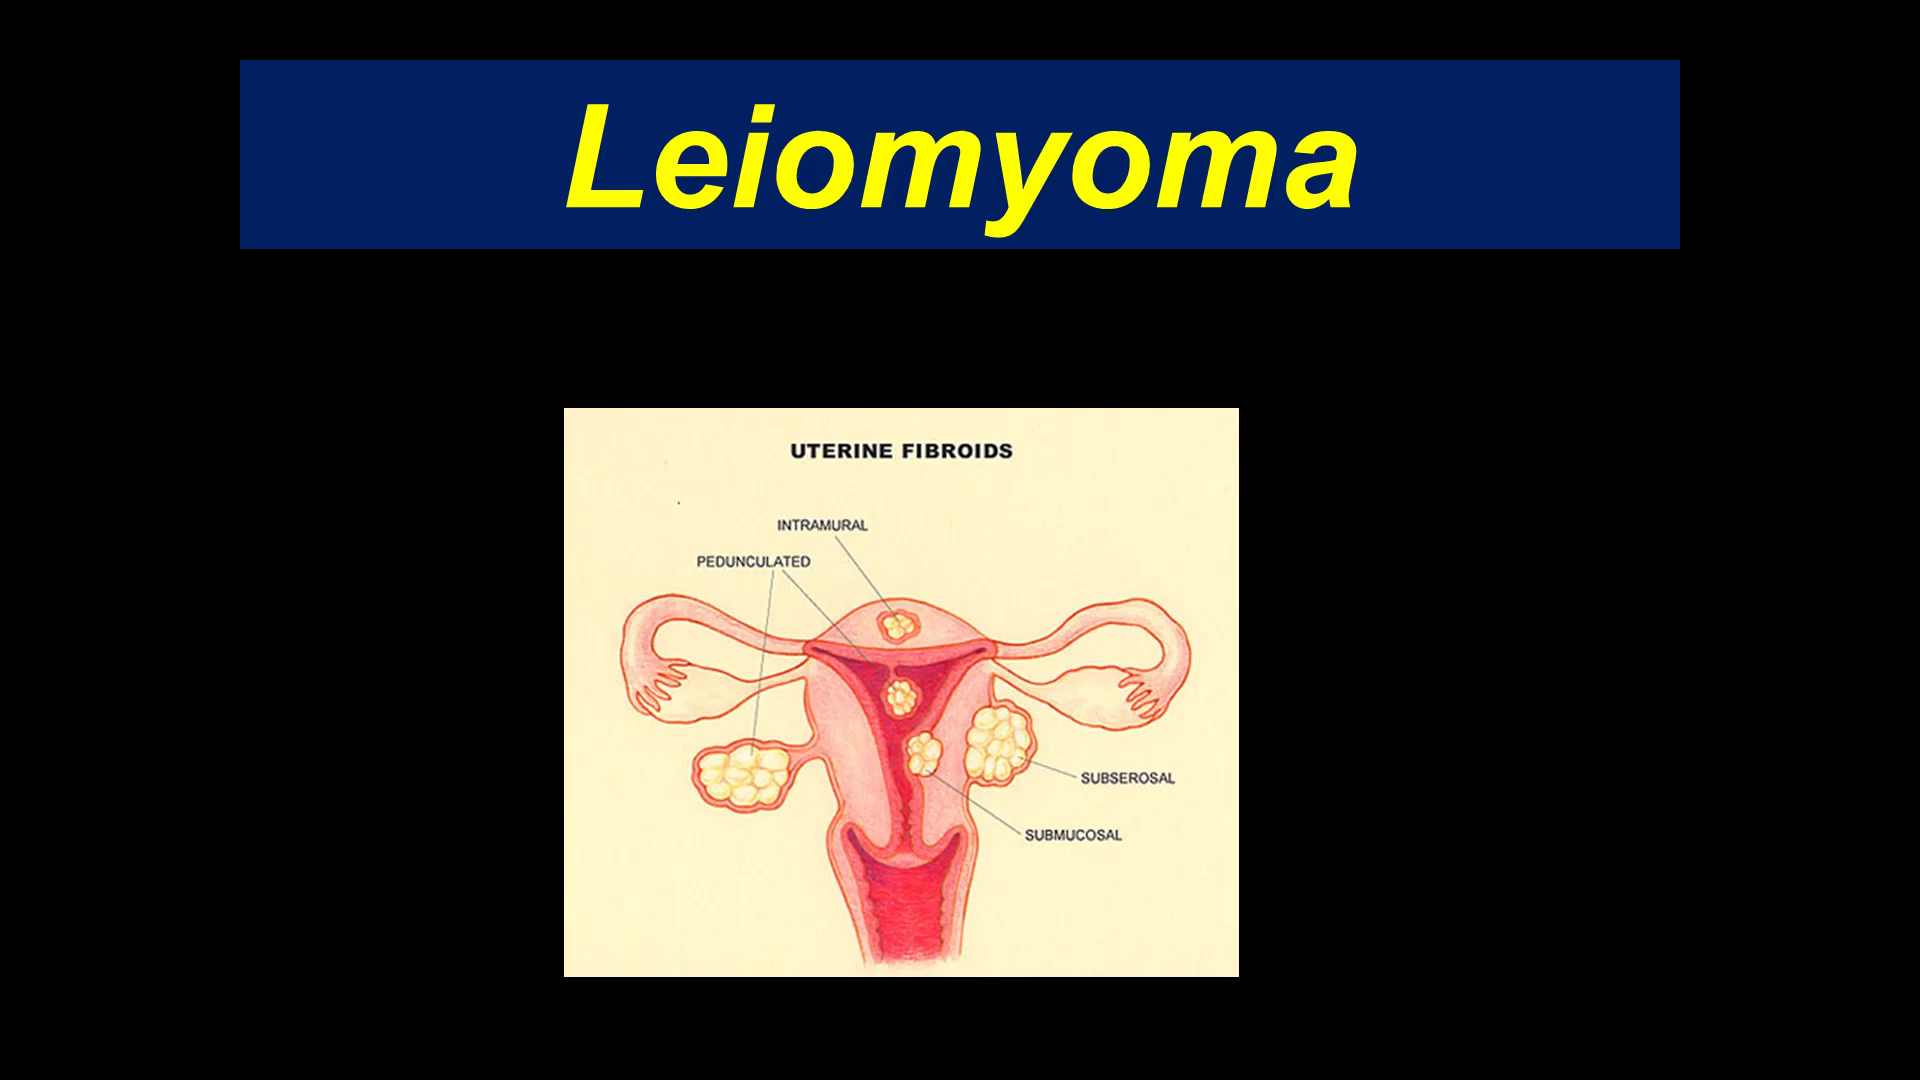 Leiomyoma
UTERINE FIBROIDS
INTRAMURAL
PEDUNCULATED
SUBSEROSAL
SUBMUCOSAL